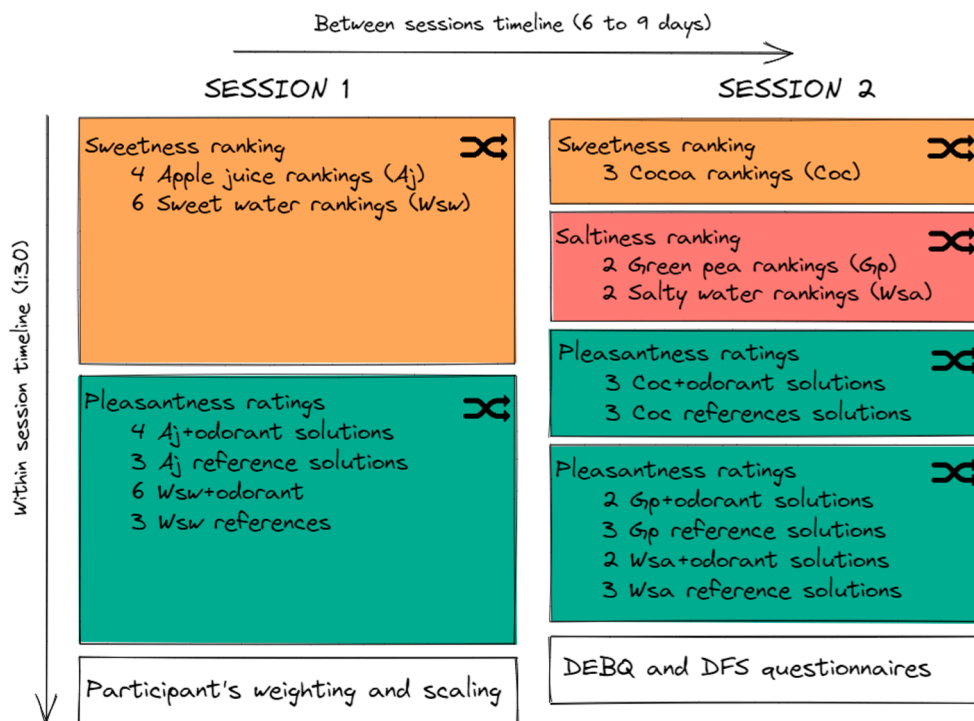 Between sessions timeline (6 to 9 days)
SESSION 1
SESSION 2
Within session timeline (1:30)
Sweetness ranking
4 Apple juice rankings (Aj)
6 Sweet water rankings (Wsw)
Pleasantness ratings
4 Aj+odorant solutions
3 Aj reference solutions
6 Wsw+odorant
3 Wsw references
Participant's weighting and scaling
Sweetness ranking
3 Cocoa rankings (Coc)
Saltiness ranking
2 Green pea rankings (Gp)
2 Salty water rankings (Wsa)
Pleasantness ratings
3 Coc+odorant solutions
3 Coc references solutions
Pleasantness ratings
2 Gp+odorant solutions
3 Gp reference solutions
2 Wsa+odorant solutions
3 Wsa reference solutions
DEBQ and DFS questionnaires